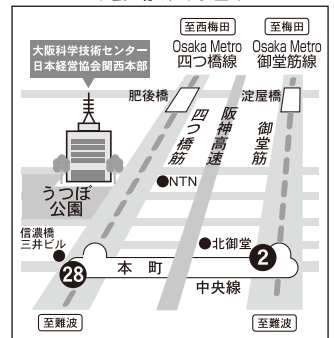 至西梅田
至梅田
大阪科学技術センター
日本経営協会関西本部
Osaka Metro
四つ橋線
Osaka Metro
御堂筋線
肥後橋
淀屋橋
四つ橋筋
阪神高速
御堂筋
うつぼ
公園
●NTN
信濃橋
三井ビル
●北御堂
2
28
本町
中央線
至難波
至難波